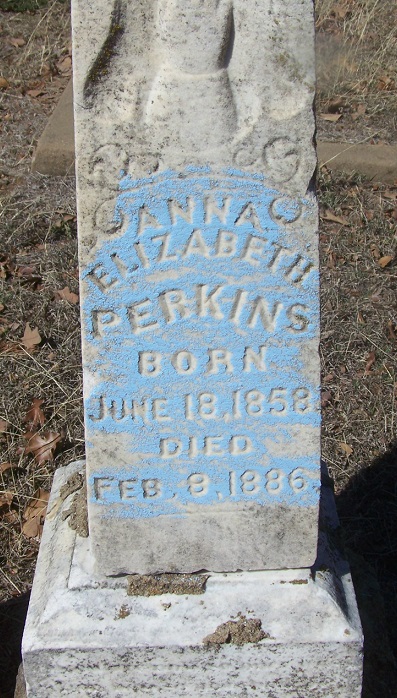 ANNA
ELIZABETH
PERKINS
BORN
JUNE 18, 1858.
DIED
FEB. 8, 1886.